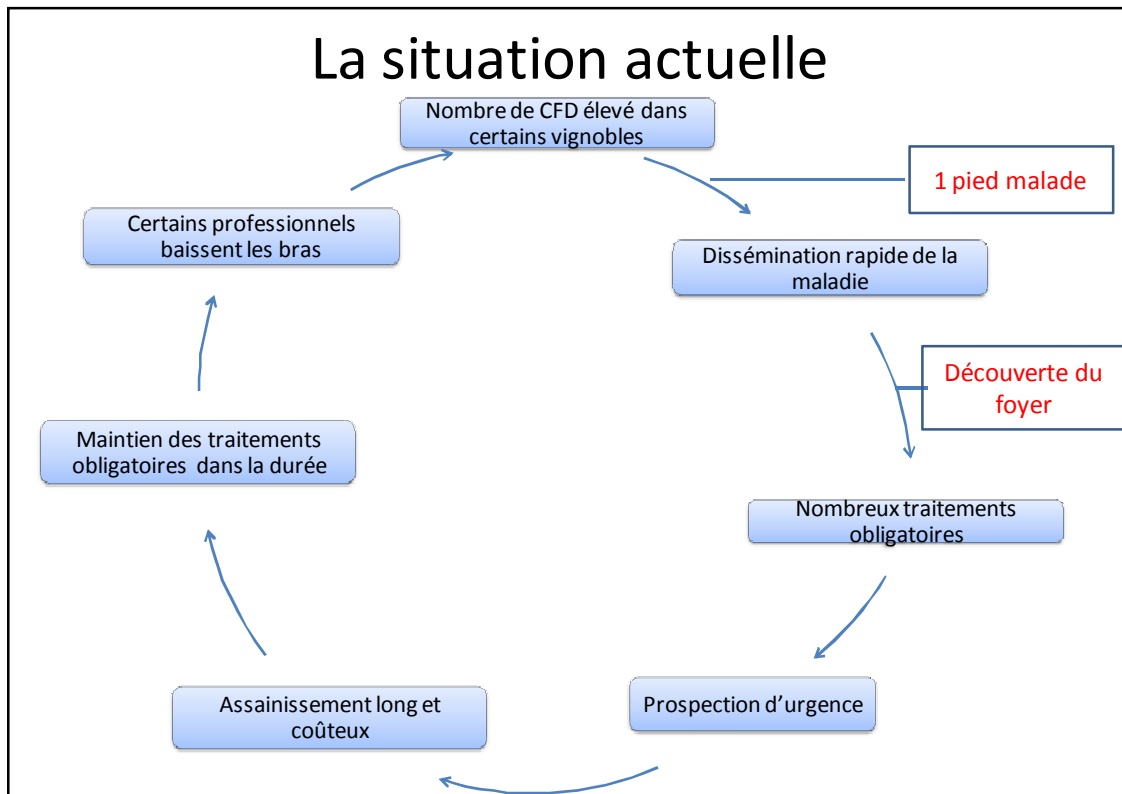 La situation actuelle
Nombre de CFD élevé dans
certains vignobles
1 pied malade
Dissémination rapide de la
maladie
Découverte du
foyer
Nombreux traitements
obligatoires
Prospection d'urgence
Assainissement long et
coûteux
Maintien des traitements
obligatoires dans la durée
Certains professionnels
baissent les bras